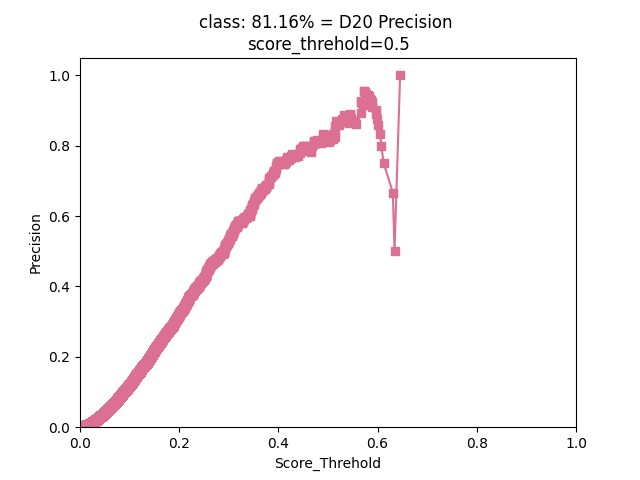 class: 81.16% = D20 Precision
score_threhold=0.5
1.0
0.8
0.6
0.4
0.2
0.0
Precision
0.0 0.2 0.4 0.6 0.8 1.0
Score_Threhold